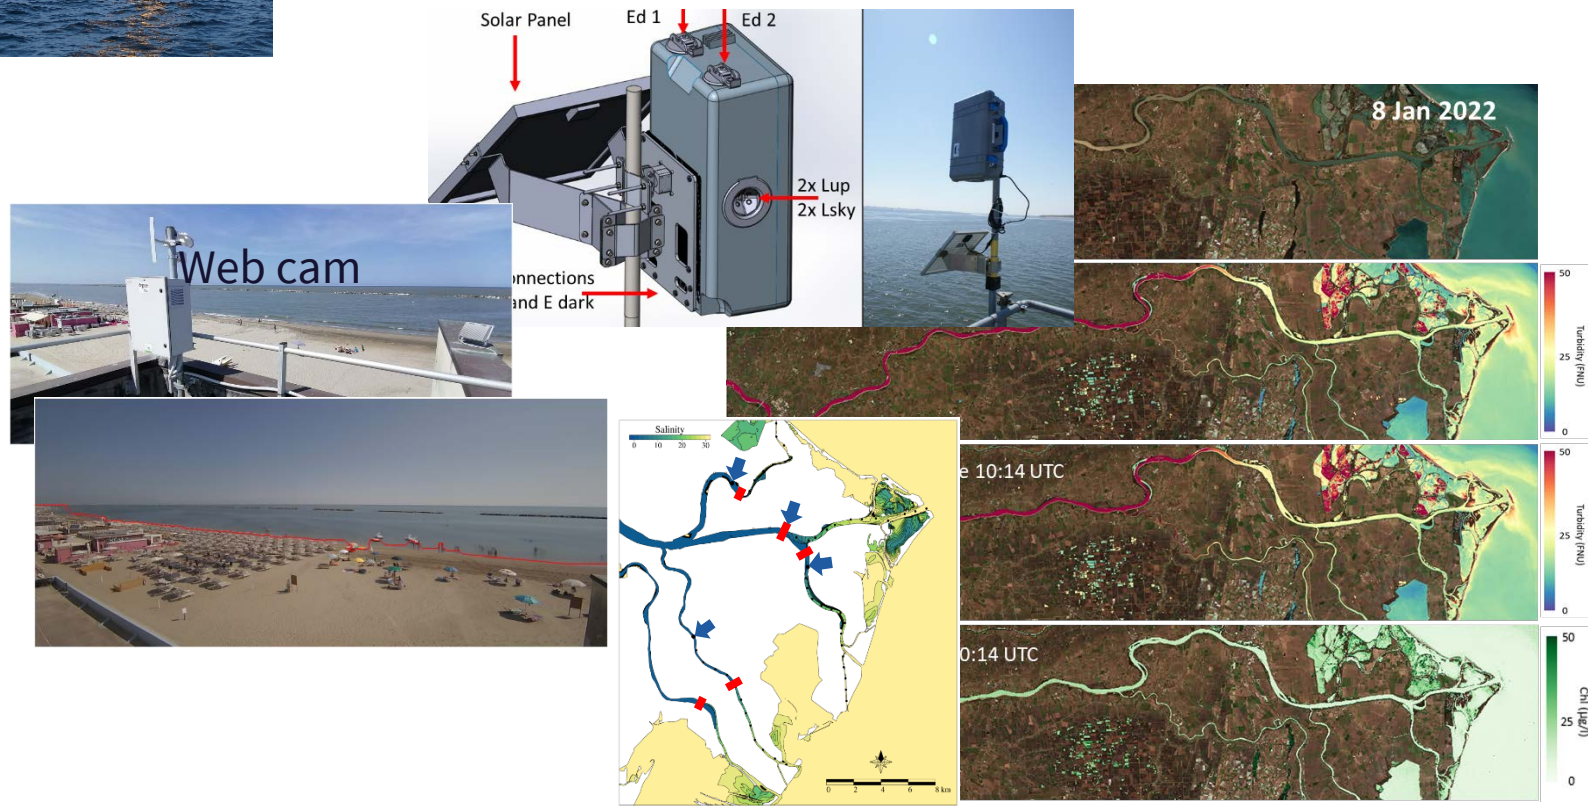 Solar Panel
Ed 1
Ed 2
2x Lup
2x Lsky
onnections
and E dark
8 Jan 2022
Web cam
50
25
0
Turbidity (FNU)
Salinity
0 10 20 30
e 10:14 UTC
50
25
0
Turbidity (FNU)
0:14 UTC
50
25
0
Chl (µg/l)
0 2 4 6 8 km